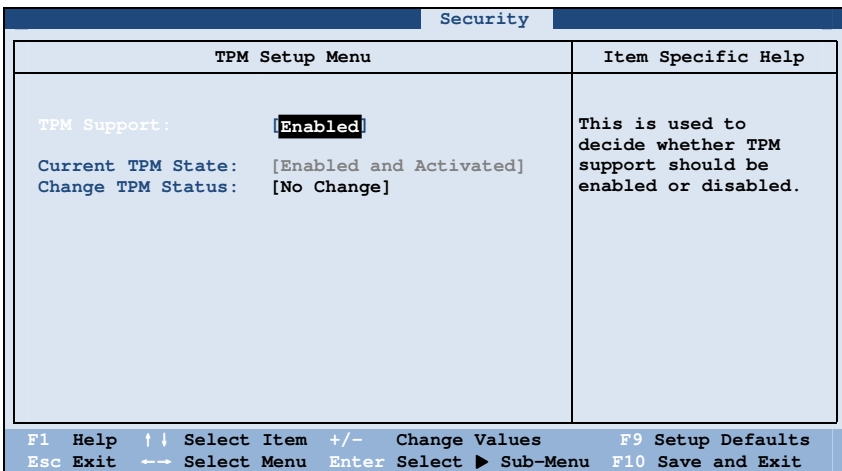 Security
TPM Setup Menu
Item Specific Help
TPM Support: [Enabled]
Current TPM State: [Enabled and Activated]
Change TPM Status: [No Change]
This is used to
decide whether TPM
support should be
enabled or disabled.
F1 Help ↑↓ Select Item +/- Change Values F9 Setup Defaults
Esc Exit ←→ Select Menu Enter Select ▶ Sub-Menu F10 Save and Exit